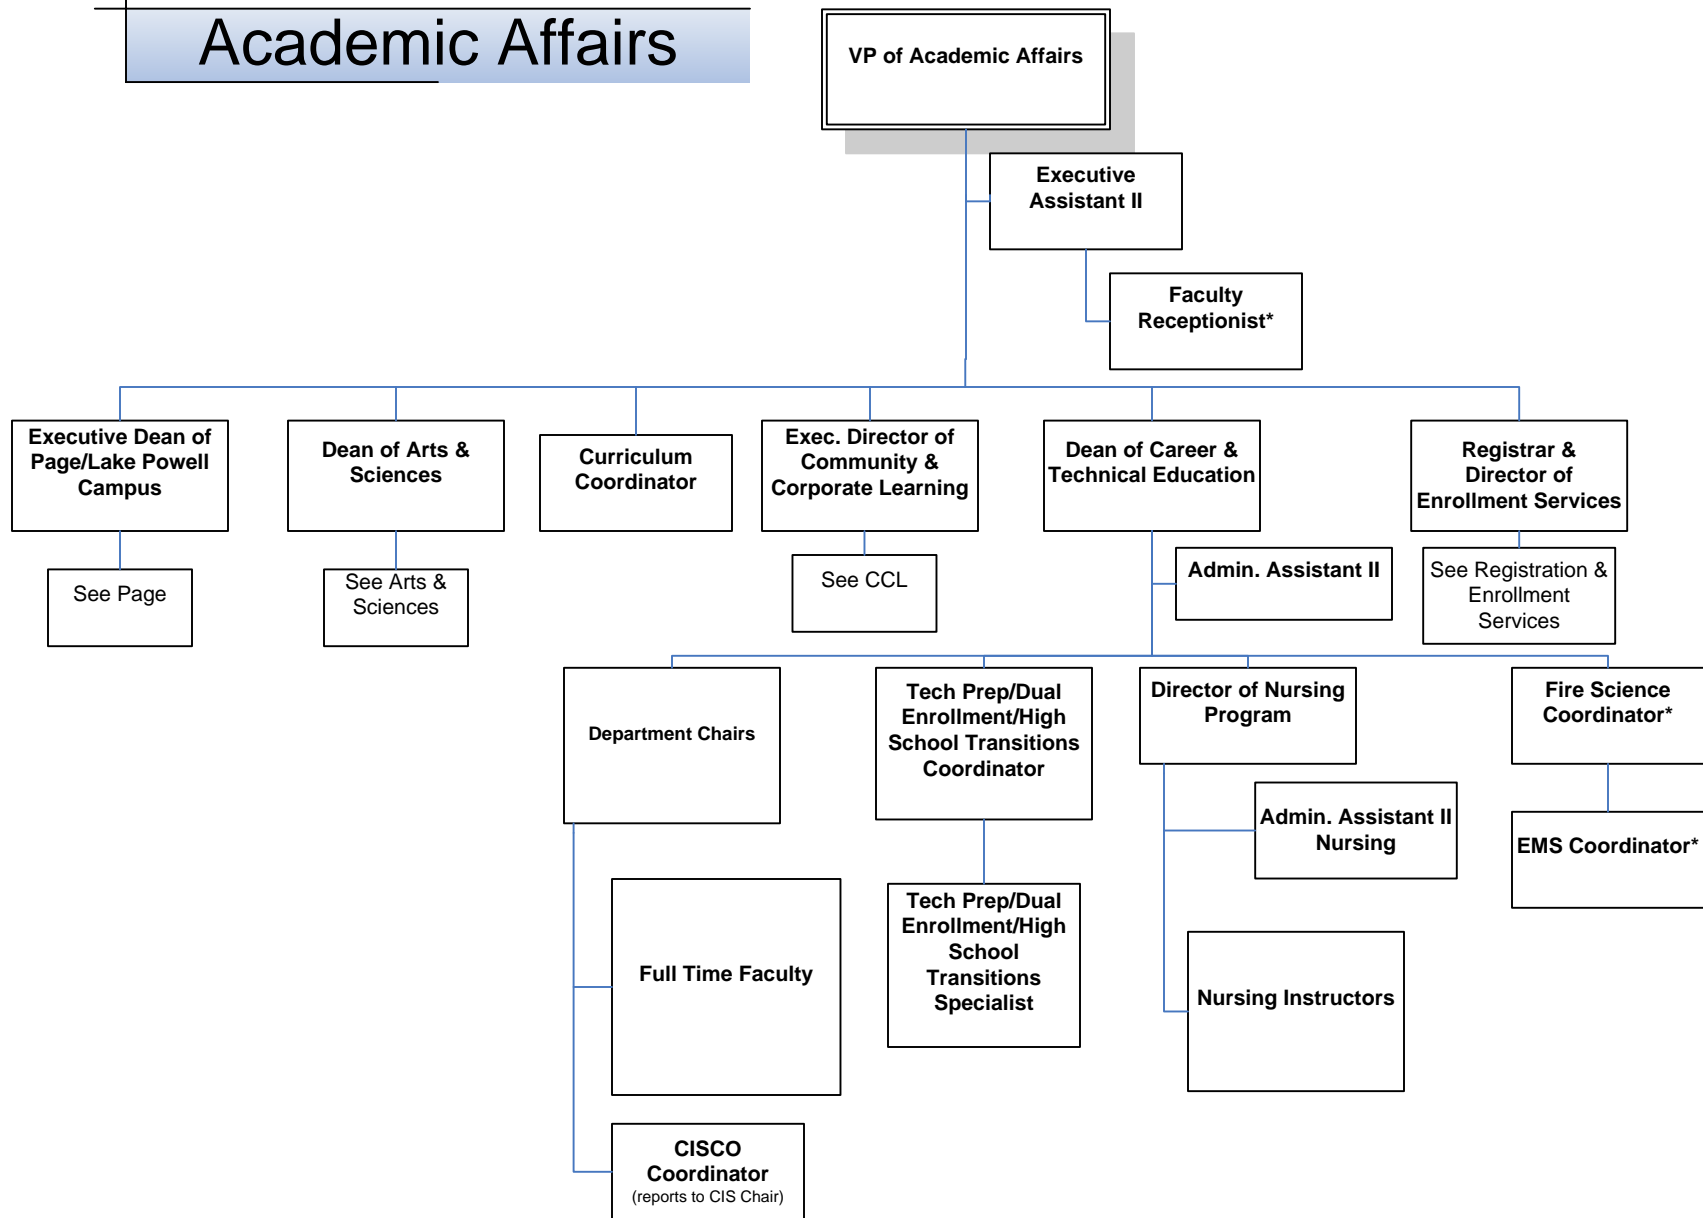 Academic Affairs
VP of Academic Affairs
Executive
Assistant II
Faculty
Receptionist*
Executive Dean of
Page/Lake Powell
Campus
Dean of Arts &
Sciences
Curriculum
Coordinator
Exec. Director of
Community &
Corporate Learning
Dean of Career &
Technical Education
Registrar &
Director of
Enrollment Services
See Page
See Arts &
Sciences
See CCL
Admin. Assistant II
See Registration &
Enrollment
Services
Department Chairs
Tech Prep/Dual
Enrollment/High
School Transitions
Coordinator
Director of Nursing
Program
Fire Science
Coordinator*
Admin. Assistant II
Nursing
EMS Coordinator*
Full Time Faculty
Tech Prep/Dual
Enrollment/High
School
Transitions
Specialist
Nursing Instructors
CISCO
Coordinator
(reports to CIS Chair)